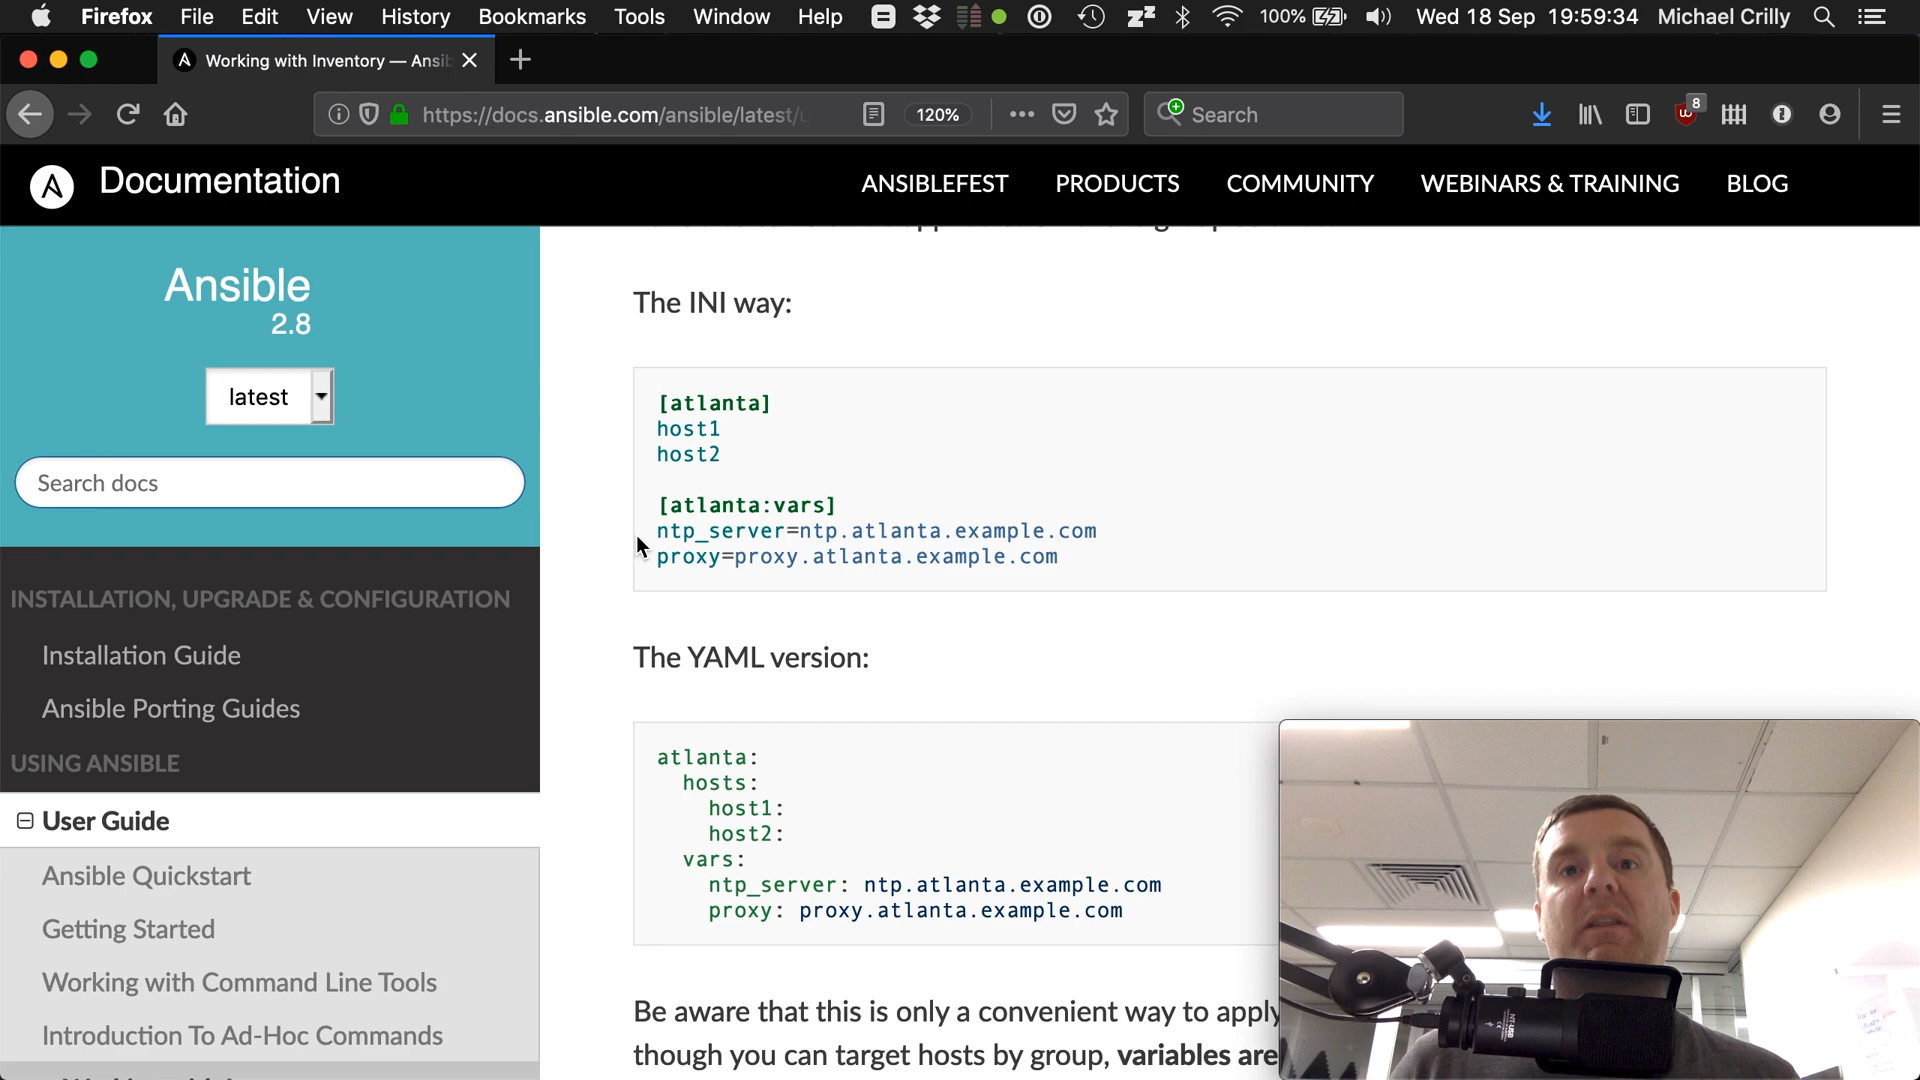 Firefox File Edit View History Bookmarks Tools Window Help 100% Wed 18 Sep 19:59:34 Michael Crilly
Working with Inventory — Ansib
https://docs.ansible.com/ansible/latest/ 120% Search 8
Documentation ANSIBLEFEST PRODUCTS COMMUNITY WEBINARS & TRAINING BLOG
Ansible
2.8
latest
Search docs
INSTALLATION, UPGRADE & CONFIGURATION
Installation Guide
Ansible Porting Guides
USING ANSIBLE
User Guide
Ansible Quickstart
Getting Started
Working with Command Line Tools
Introduction To Ad-Hoc Commands
The INI way:
[atlanta]
host1
host2
[atlanta:vars]
ntp_server=ntp.atlanta.example.com
proxy=proxy.atlanta.example.com
The YAML version:
atlanta:
hosts:
host1:
host2:
vars:
ntp_server: ntp.atlanta.example.com
proxy: proxy.atlanta.example.com
Be aware that this is only a convenient way to apply
though you can target hosts by group, variables are
NT-USB